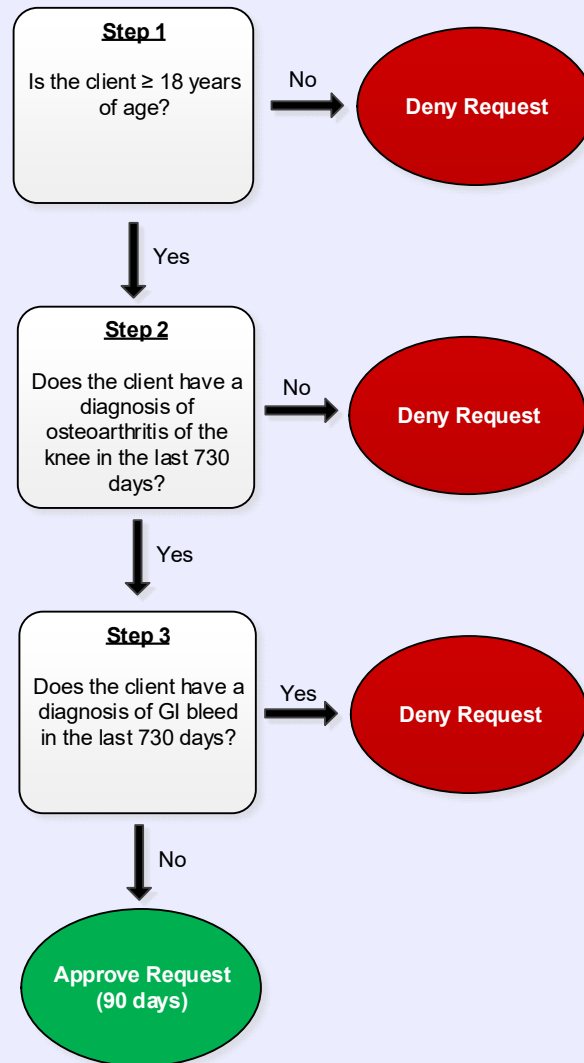 Step 1
Is the client ≥ 18 years
of age?
No
Deny Request
Yes
Step 2
Does the client have a
diagnosis of
osteoarthritis of the
knee in the last 730
days?
No
Deny Request
Yes
Step 3
Does the client have a
diagnosis of GI bleed
in the last 730 days?
Yes
Deny Request
No
Approve Request
(90 days)